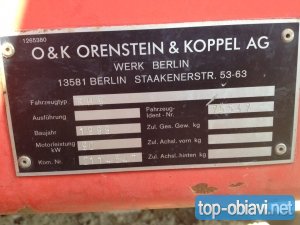 1265380
O&K ORENSTEIN & KOPPEL AG
WERK BERLIN
13581 BERLIN STAAKENERSTR. 53-63
Fahrzeugtyp
Fahrzeug-
Ausführung Ident-Nr.
Baujahr Zul. Ges. Gew. kg
Motorleistung Zul. Achsl. vorn kg
kW
Kom. Nr. Zul. Achsl. hinten kg
top-obiavi.net